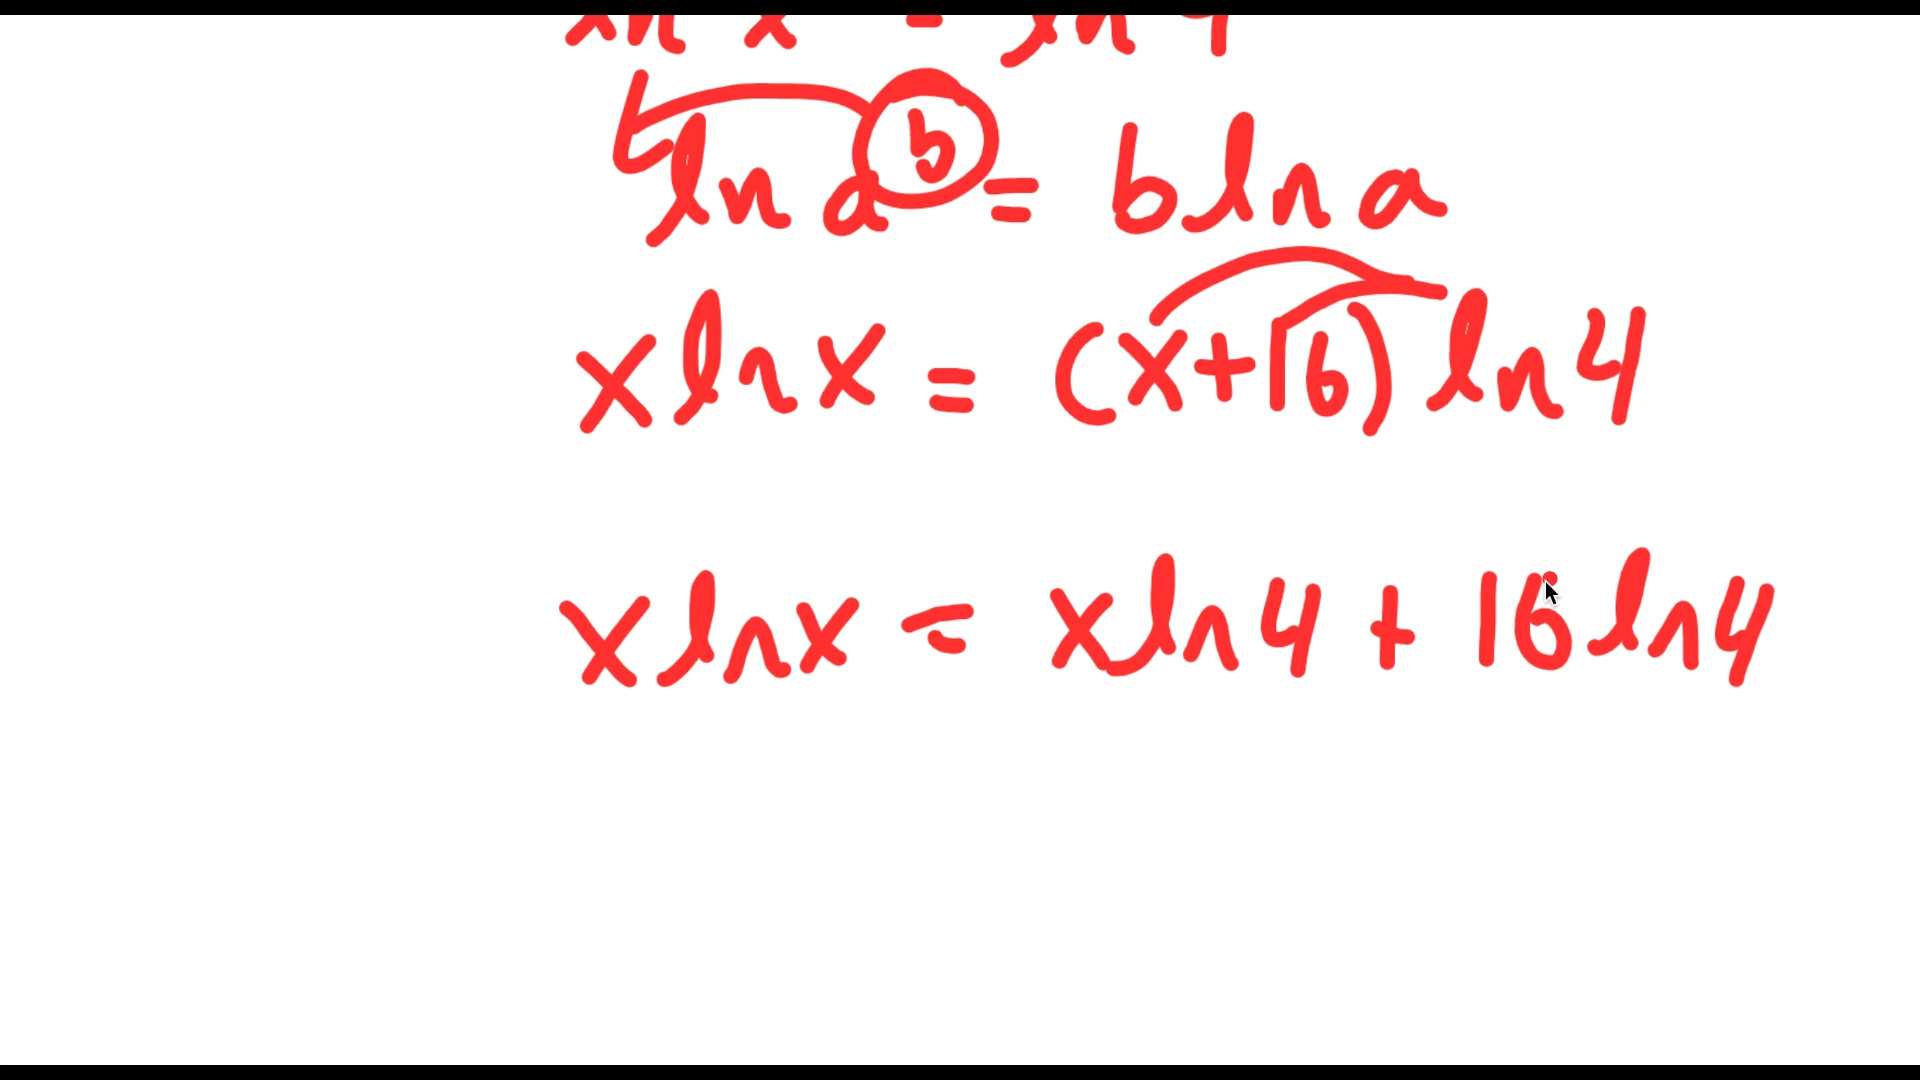 ln a^b = b ln a
x ln x = (x+16) ln 4
x ln x = x ln 4 + 16 ln 4